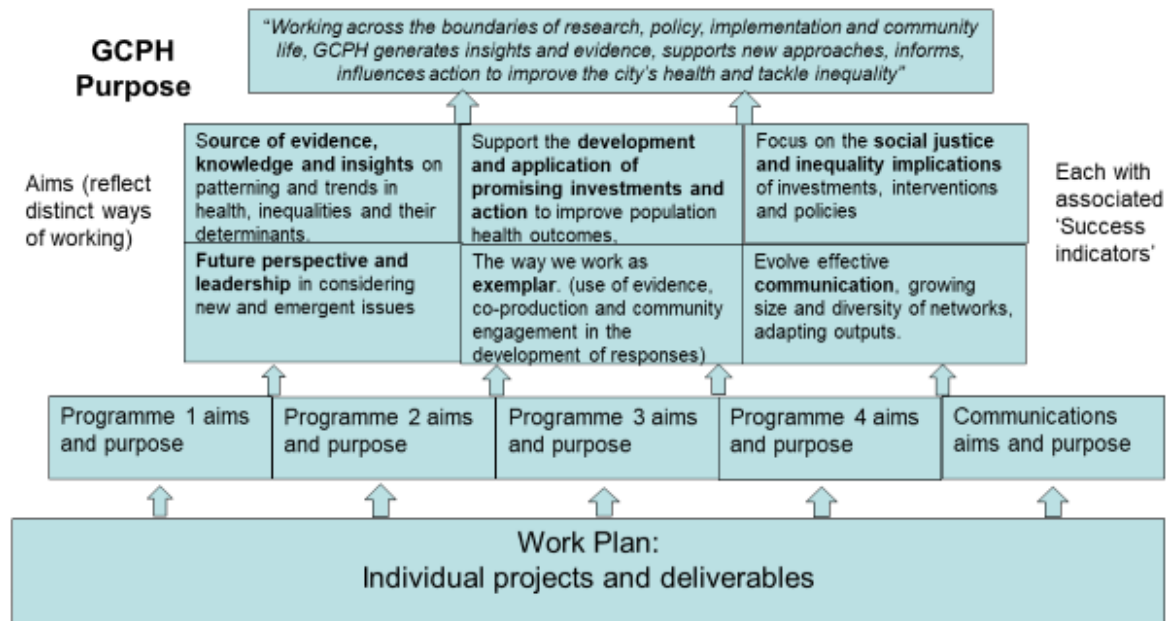 GCPH
Purpose
“Working across the boundaries of research, policy, implementation and community
life, GCPH generates insights and evidence, supports new approaches, informs,
influences action to improve the city’s health and tackle inequality”
Aims (reflect
distinct ways
of working)
Source of evidence,
knowledge and insights on
patterning and trends in
health, inequalities and their
determinants.
Support the development
and application of
promising investments and
action to improve population
health outcomes,
Focus on the social justice
and inequality implications
of investments, interventions
and policies
Each with
associated
‘Success
indicators’
Future perspective and
leadership in considering
new and emergent issues
The way we work as
exemplar. (use of evidence,
co-production and community
engagement in the
development of responses)
Evolve effective
communication, growing
size and diversity of networks,
adapting outputs.
Programme 1 aims
and purpose
Programme 2 aims
and purpose
Programme 3 aims
and purpose
Programme 4 aims
and purpose
Communications
aims and purpose
Work Plan:
Individual projects and deliverables